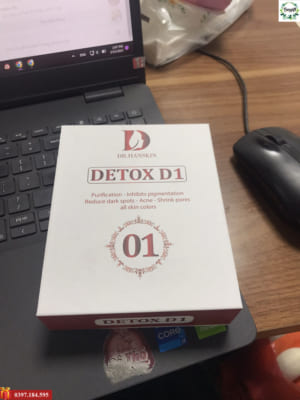 DR.HANSKIN
DETOX D1
Purification - Inhibits pigmentation
Reduce dark spots - Acne - Shrink pores
all skin colors
01
DETOX D1
CORE
0397.184.595